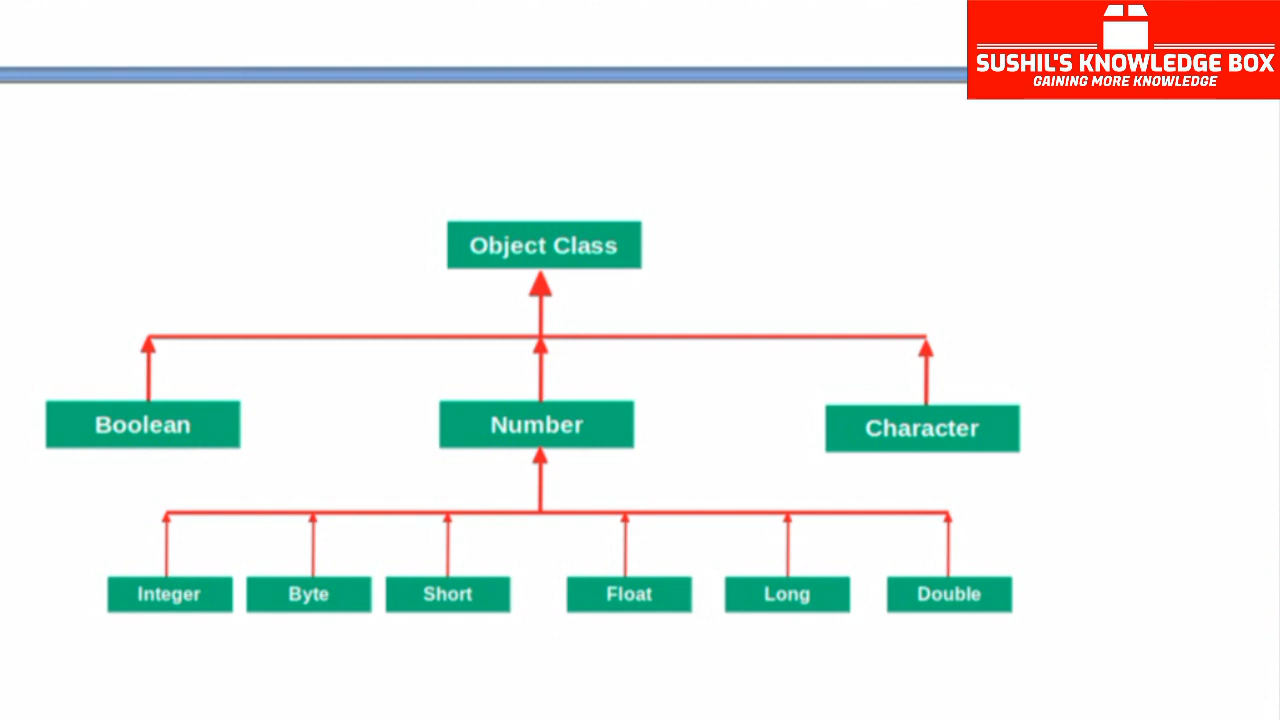 SUSHIL'S KNOWLEDGE BOX
GAINING MORE KNOWLEDGE
Object Class
Boolean
Number
Character
Integer
Byte
Short
Float
Long
Double